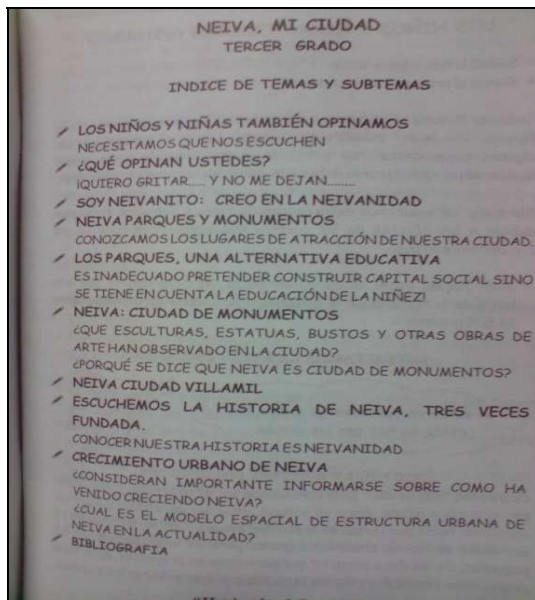 NEIVA, MI CIUDAD
TERCER GRADO
INDICE DE TEMAS Y SUBTEMAS
LOS NIÑOS Y NIÑAS TAMBIÉN OPINAMOS
NECESITAMOS QUE NOS ESCUCHEN
¿QUÉ OPINAN USTEDES?
¡QUIERO GRITAR..... Y NO ME DEJAN.........
SOY NEIVANITO: CREO EN LA NEIVANIDAD
NEIVA PARQUES Y MONUMENTOS
CONOZCAMOS LOS LUGARES DE ATRACCIÓN DE NUESTRA CIUDAD.
LOS PARQUES, UNA ALTERNATIVA EDUCATIVA
ES INADECUADO PRETENDER CONSTRUIR CAPITAL SOCIAL SINO
SE TIENE EN CUENTA LA EDUCACIÓN DE LA NIÑEZ!
NEIVA: CIUDAD DE MONUMENTOS
¿QUE ESCULTURAS, ESTATUAS, BUSTOS Y OTRAS OBRAS DE
ARTE HAN OBSERVADO EN LA CIUDAD?
¿PORQUÉ SE DICE QUE NEIVA ES CIUDAD DE MONUMENTOS?
NEIVA CIUDAD VILLAMIL
ESCUCHEMOS LA HISTORIA DE NEIVA, TRES VECES
FUNDADA.
CONOCER NUESTRA HISTORIA ES NEIVANIDAD
CRECIMIENTO URBANO DE NEIVA
¿CONSIDERAN IMPORTANTE INFORMARSE SOBRE COMO HA
VENIDO CRECIENDO NEIVA?
¿CUAL ES EL MODELO ESPACIAL DE ESTRUCTURA URBANA DE
NEIVA EN LA ACTUALIDAD?
BIBLIOGRAFIA